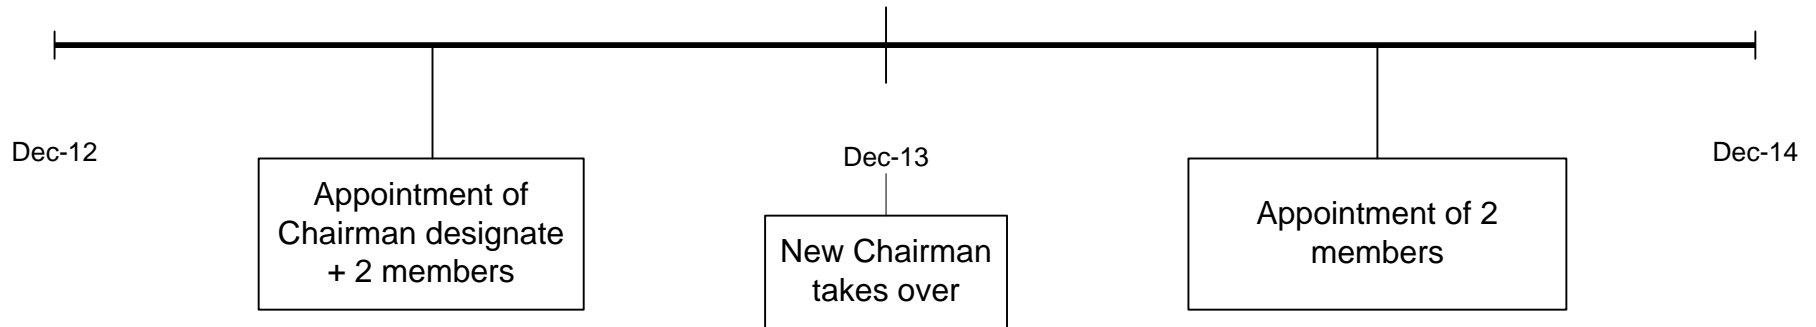 Dec-12
Dec-13
Dec-14
Appointment of
Chairman designate
+ 2 members
New Chairman
takes over
Appointment of 2
members